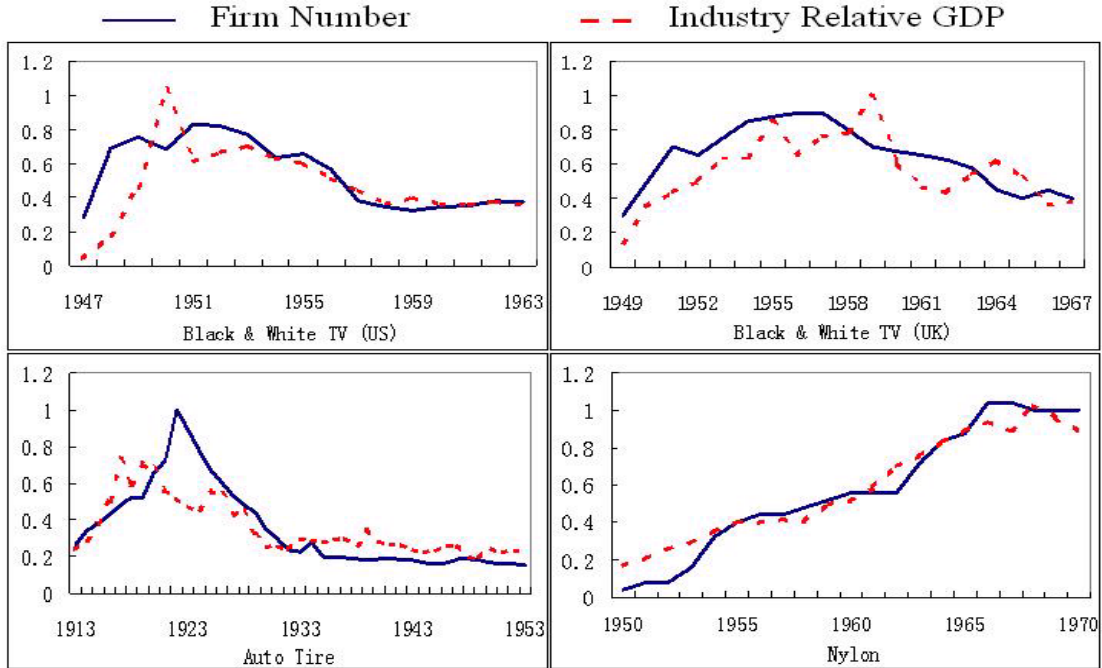 Firm Number Industry Relative GDP
1.2 1.2
1 1
0.8 0.8
0.6 0.6
0.4 0.4
0.2 0.2
0 0
1947 1951 1955 1959 1963 1949 1952 1955 1958 1961 1964 1967
Black & White TV (US) Black & White TV (UK)
1.2 1.2
1 1
0.8 0.8
0.6 0.6
0.4 0.4
0.2 0.2
0 0
1913 1923 1933 1943 1953 1950 1955 1960 1965 1970
Auto Tire Nylon